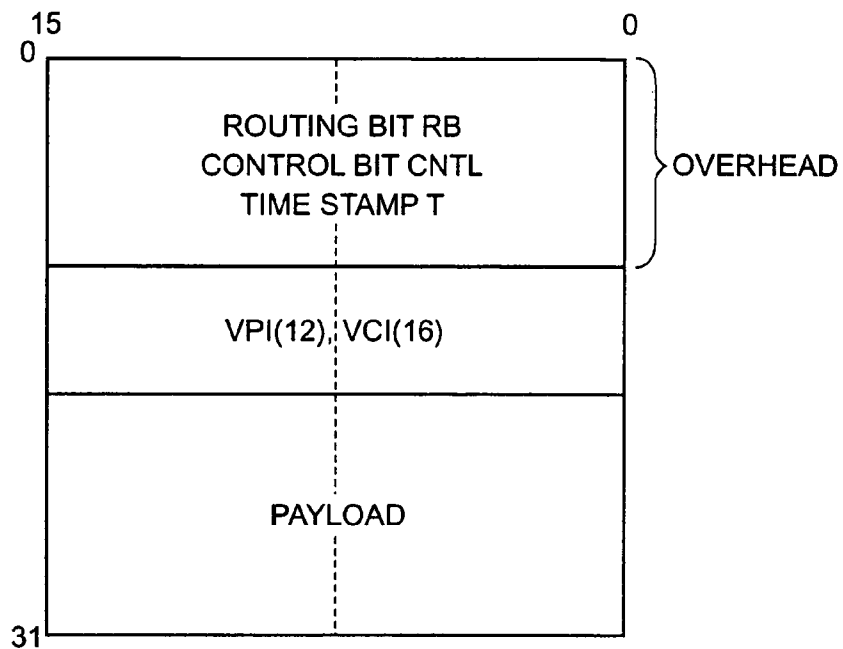 15
0
0
ROUTING BIT RB
CONTROL BIT CNTL
TIME STAMP T
OVERHEAD
VPI(12), VCI(16)
PAYLOAD
31